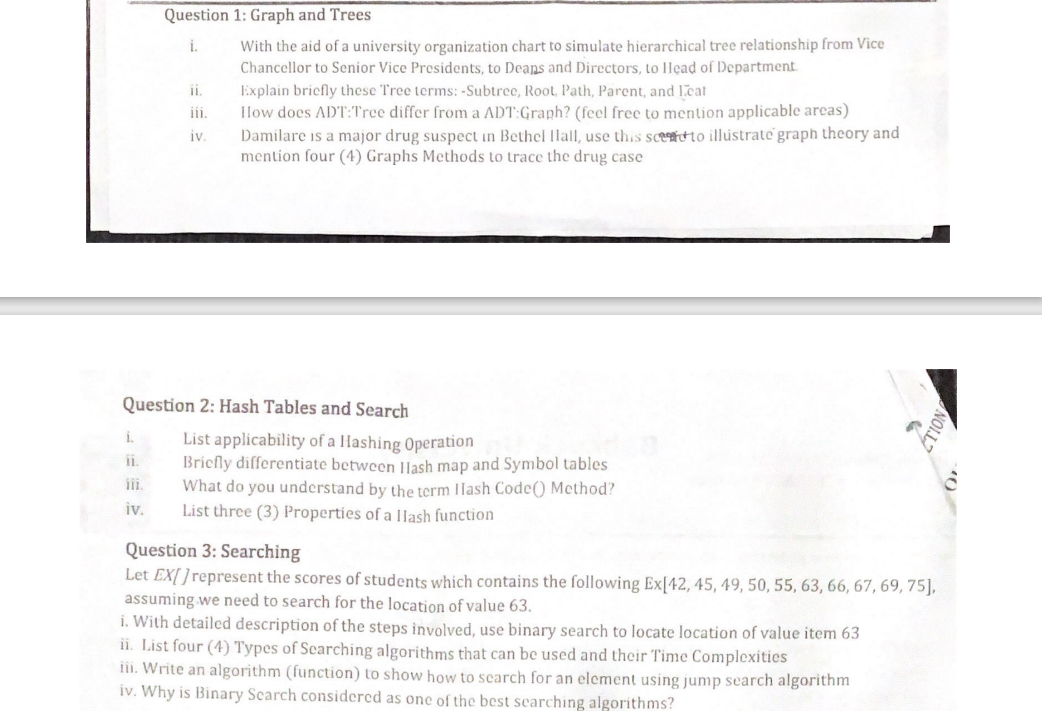 Question 1: Graph and Trees
i. With the aid of a university organization chart to simulate hierarchical tree relationship from Vice
Chancellor to Senior Vice Presidents, to Deans and Directors, to Head of Department
ii. Explain briefly these Tree terms: -Subtree, Root, Path, Parent, and Leaf
iii. How does ADT:Tree differ from a ADT:Graph? (feel free to mention applicable areas)
iv. Damilare is a major drug suspect in Bethel Hall, use this to illustrate graph theory and
mention four (4) Graphs Methods to trace the drug case
CTION
Question 2: Hash Tables and Search
i. List applicability of a Hashing Operation
ii. Briefly differentiate between Hash map and Symbol tables
iii. What do you understand by the term Hash Code() Method?
iv. List three (3) Properties of a Hash function
Question 3: Searching
Let EX[ ] represent the scores of students which contains the following Ex[42, 45, 49, 50, 55, 63, 66, 67, 69, 75],
assuming we need to search for the location of value 63.
i. With detailed description of the steps involved, use binary search to locate location of value item 63
ii. List four (4) Types of Searching algorithms that can be used and their Time Complexities
iii. Write an algorithm (function) to show how to search for an element using jump search algorithm
iv. Why is Binary Search considered as one of the best searching algorithms?